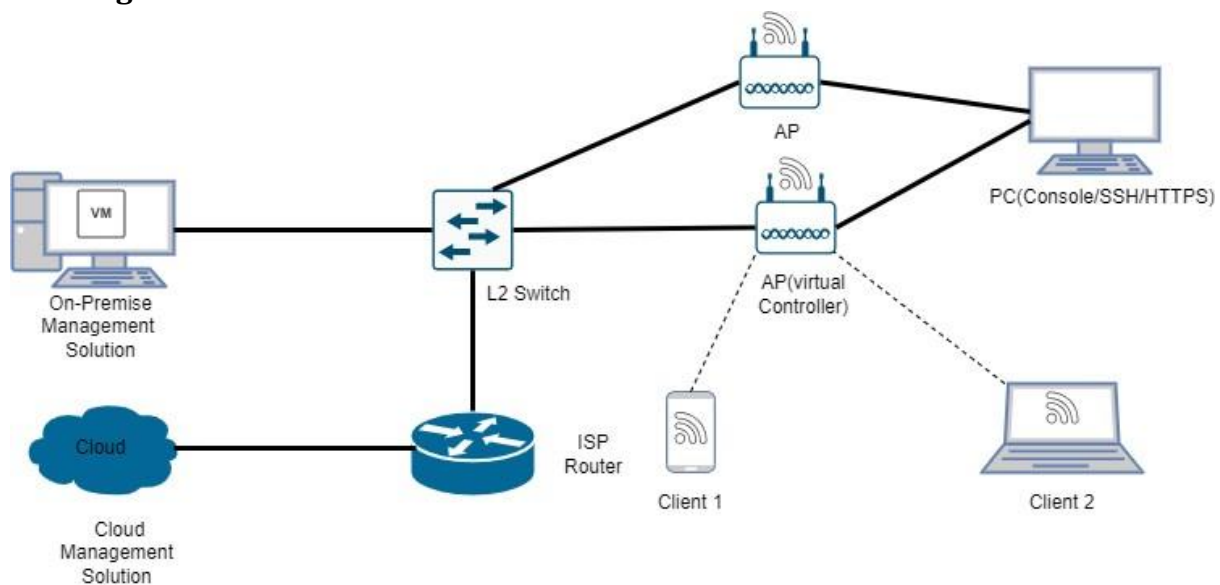 AP
PC(Console/SSH/HTTPS)
VM
L2 Switch
AP(virtual
Controller)
On-Premise
Management
Solution
Cloud
ISP
Router
Client 1
Client 2
Cloud
Management
Solution